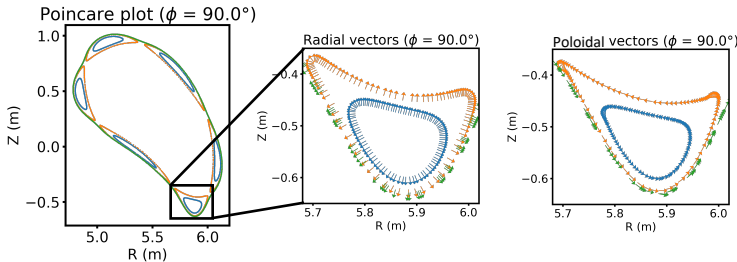 Poincare plot (ϕ = 90.0°)
Z (m)
1.0
0.5
0.0
−0.5
5.0
5.5
6.0
R (m)
Radial vectors (ϕ = 90.0°)
Z (m)
−0.4
−0.5
−0.6
5.7
5.8
5.9
6.0
R (m)
Poloidal vectors (ϕ = 90.0°)
Z (m)
−0.4
−0.5
−0.6
5.7
5.8
5.9
6.0
R (m)